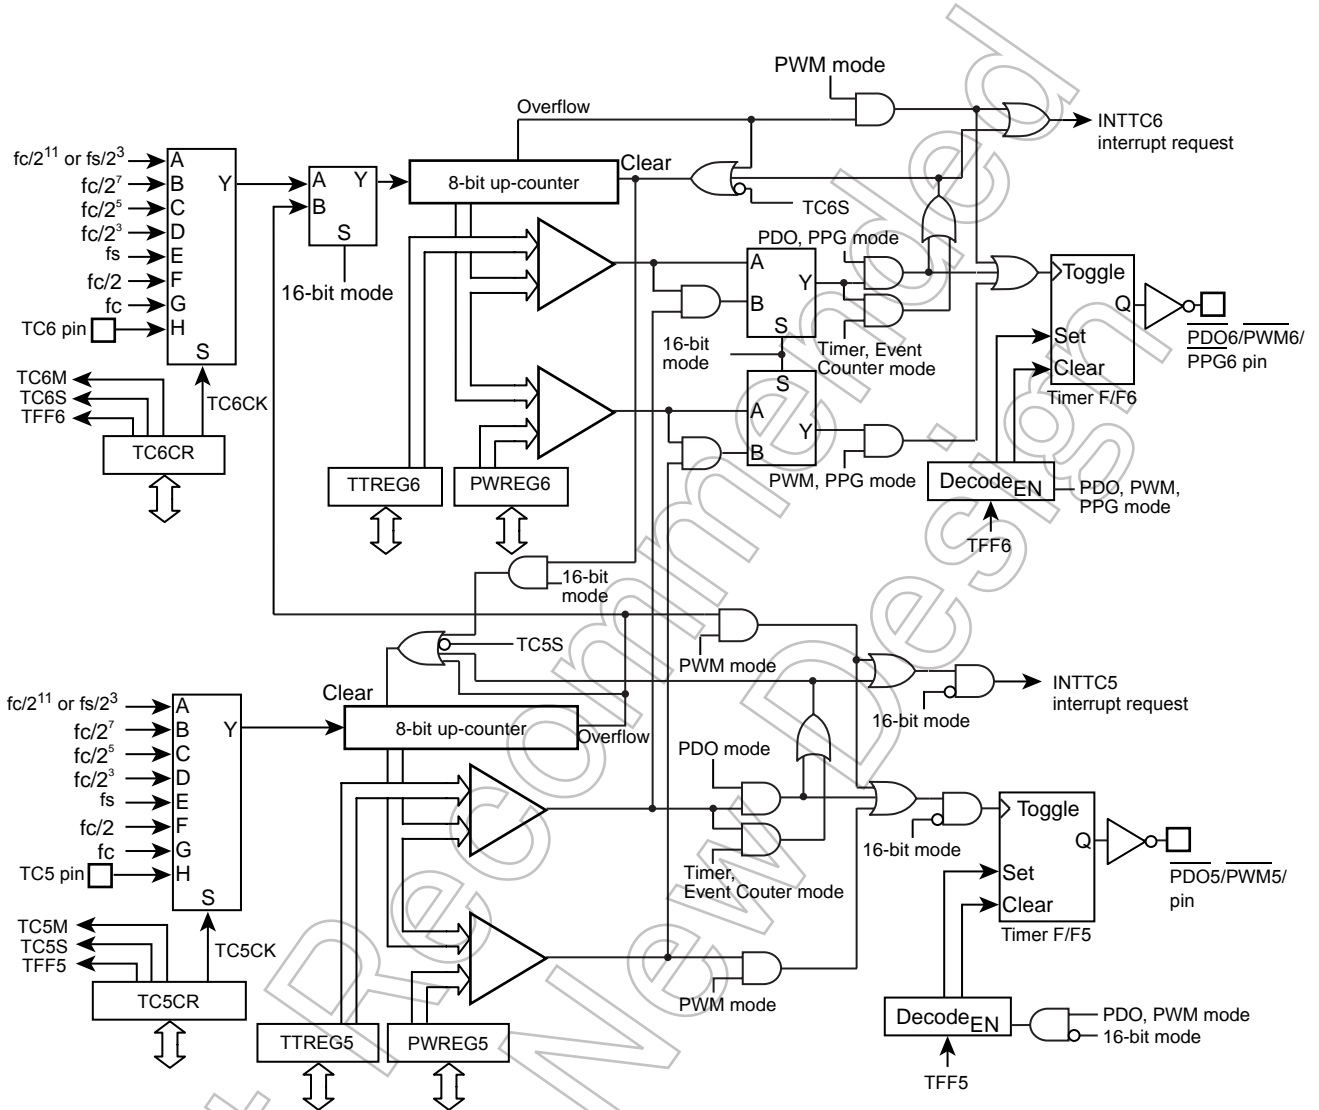 PWM mode
Overflow
INTTC6
interrupt request
fc/2¹¹ or fs/2³
fc/2⁷
fc/2⁵
fc/2³
fs
fc/2
fc
TC6 pin
A
B
C
D
E
F
G
H
Y
S
A
B
Y
S
16-bit mode
8-bit up-counter
Clear
TC6S
PDO, PPG mode
A
B
Y
S
16-bit
mode
Timer, Event
Counter mode
S
A
B
Y
PWM, PPG mode
Toggle
Q
Set
Clear
Timer F/F6
PDO6/PWM6/
PPG6 pin
TC6M
TC6S
TFF6
TC6CK
TC6CR
TTREG6
PWREG6
Decode EN
PDO, PWM,
PPG mode
TFF6
16-bit
mode
TC5S
PWM mode
INTTC5
interrupt request
16-bit mode
fc/2¹¹ or fs/2³
fc/2⁷
fc/2⁵
fc/2³
fs
fc/2
fc
TC5 pin
A
B
C
D
E
F
G
H
Y
S
Clear
8-bit up-counter
Overflow
PDO mode
Timer,
Event Couter mode
16-bit mode
Toggle
Q
Set
Clear
Timer F/F5
PDO5/PWM5/
pin
TC5M
TC5S
TFF5
TC5CK
TC5CR
TTREG5
PWREG5
PWM mode
Decode EN
PDO, PWM mode
16-bit mode
TFF5
Recommended
New Design